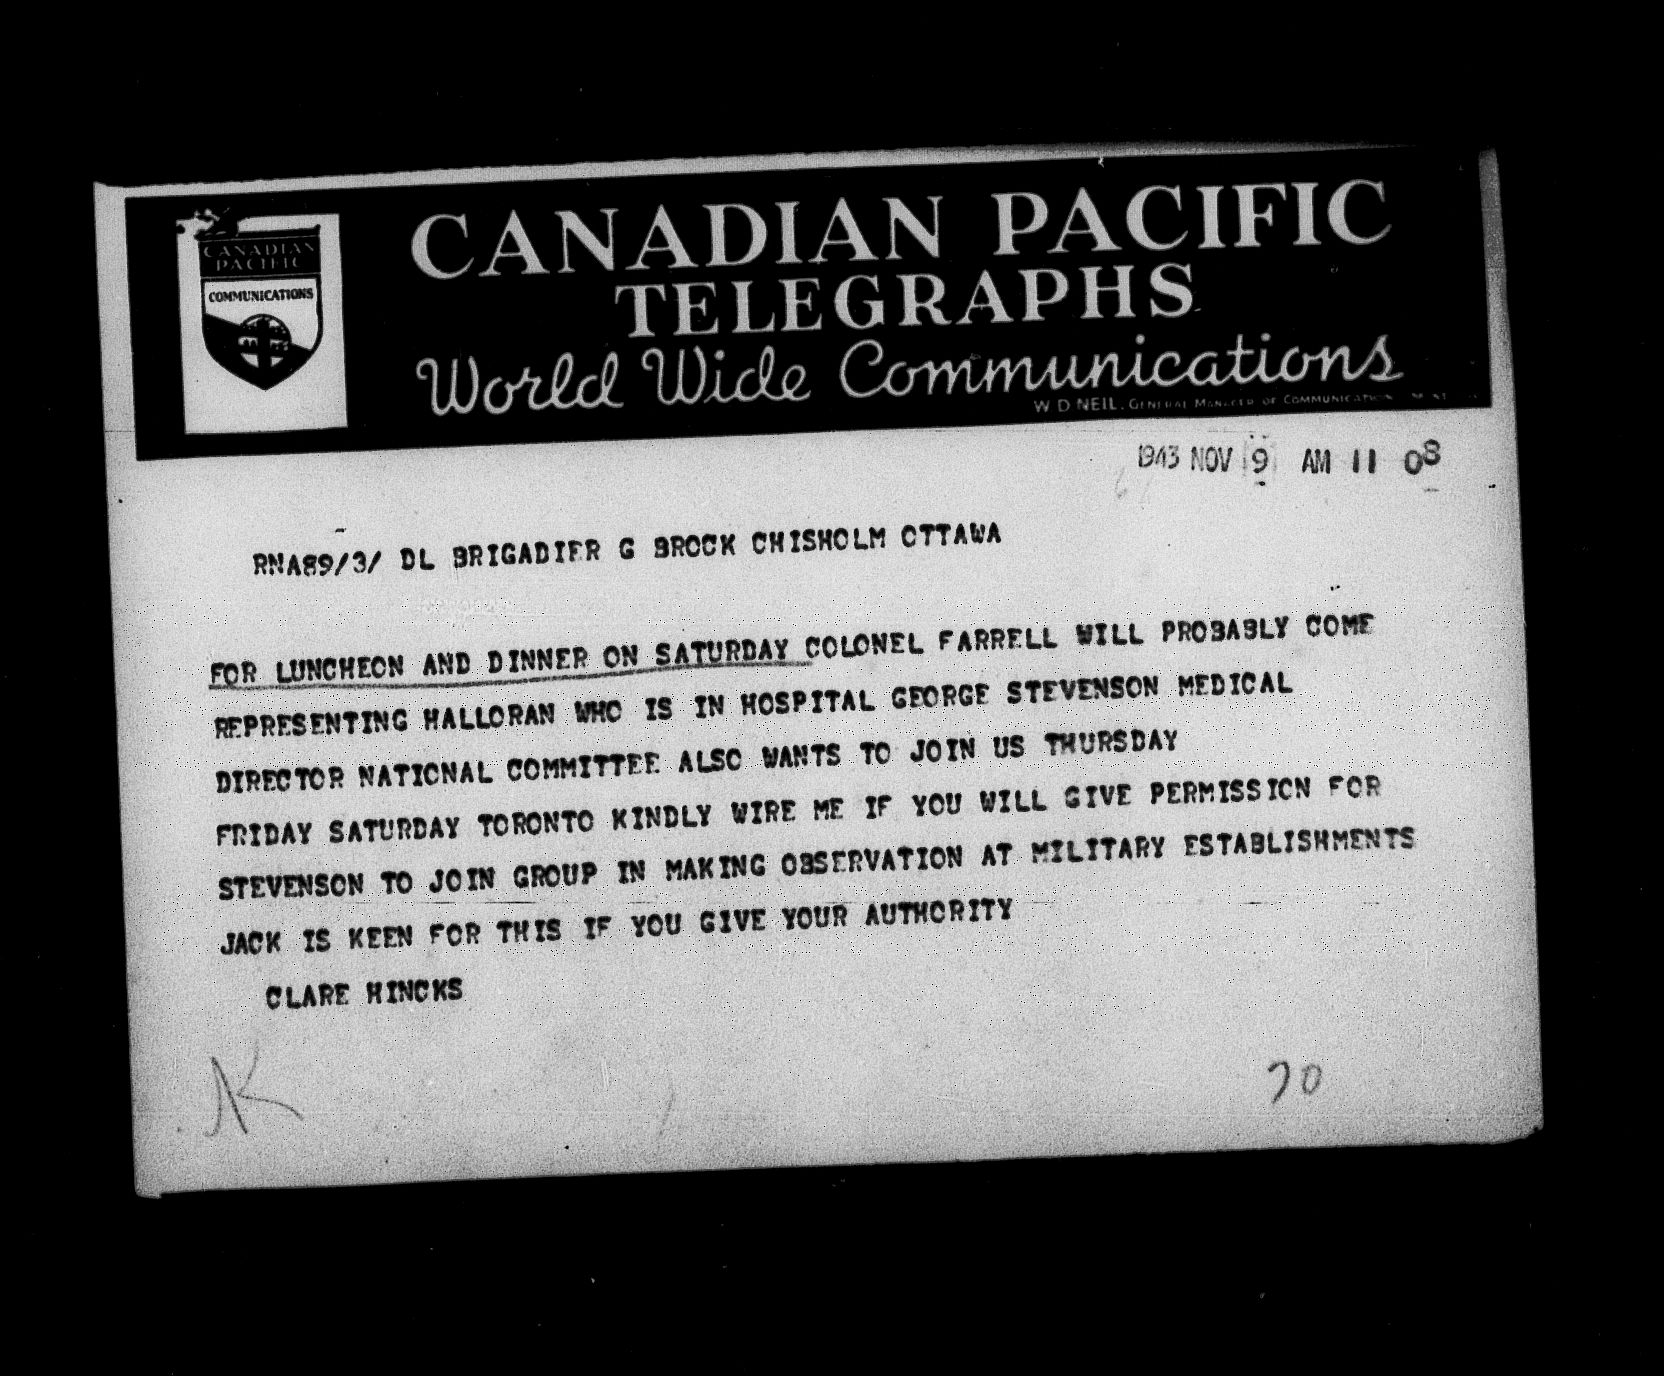 CANADIAN PACIFIC
TELEGRAPHS
World Wide Communications
W. D. NEIL, GENERAL MANAGER OF COMMUNICATIONS
CANADIAN
PACIFIC
COMMUNICATIONS
1943 NOV 9 AM 11 08
RNA89/3/ DL BRIGADIER G BROCK CHISHOLM OTTAWA
FOR LUNCHEON AND DINNER ON SATURDAY COLONEL FARRELL WILL PROBABLY COME
REPRESENTING HALLORAN WHO IS IN HOSPITAL GEORGE STEVENSON MEDICAL
DIRECTOR NATIONAL COMMITTEE ALSO WANTS TO JOIN US THURSDAY
FRIDAY SATURDAY TORONTO KINDLY WIRE ME IF YOU WILL GIVE PERMISSION FOR
STEVENSON TO JOIN GROUP IN MAKING OBSERVATION AT MILITARY ESTABLISHMENTS
JACK IS KEEN FOR THIS IF YOU GIVE YOUR AUTHORITY
CLARE HINCKS
70